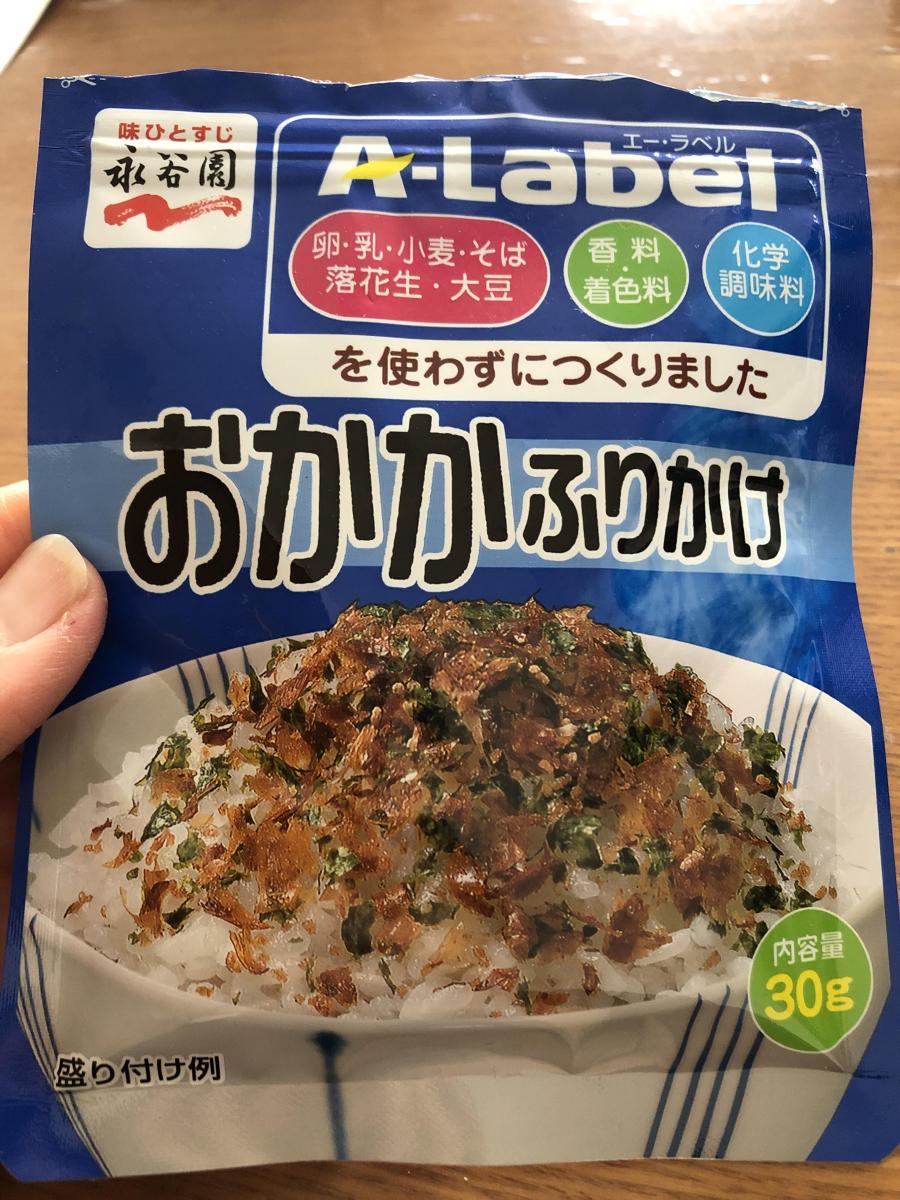 味ひとすじ
永谷園
エー・ラベル
A-Label
卵・乳・小麦・そば
落花生・大豆
香料
・
着色料
化学
調味料
を使わずにつくりました
おかかふりかけ
内容量
30g
盛り付け例